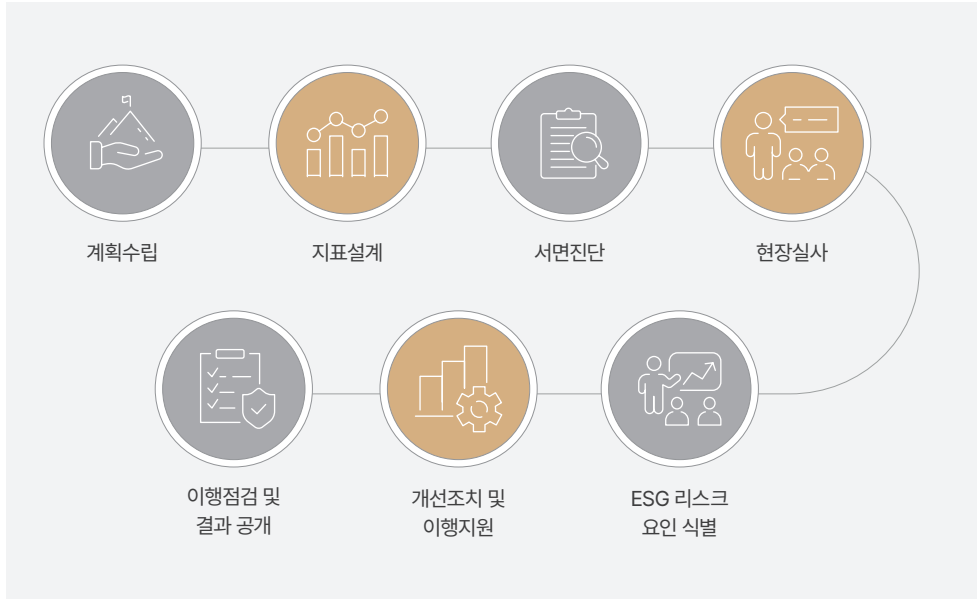 계획수립
지표설계
서면진단
현장실사
ESG 리스크
요인 식별
개선조치 및
이행지원
이행점검 및
결과 공개